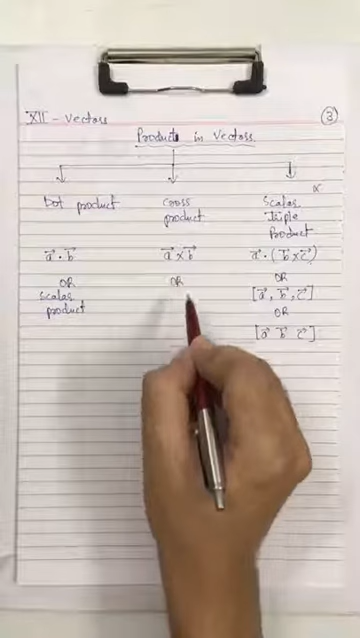 XII - Vectors
(3)
Products in Vectors
Dot product
a⃗ · b⃗
OR
Scalar
product
Cross
product
a⃗ × b⃗
OR
Scalar
Triple
Product
a⃗ · (b⃗ × c⃗)
OR
[a⃗, b⃗, c⃗]
OR
[a⃗ b⃗ c⃗]